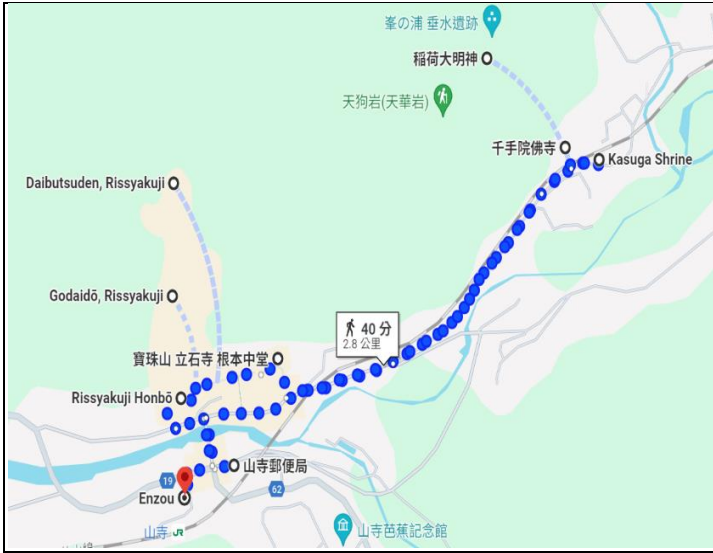 峯の浦 垂水遺跡
稲荷大明神
天狗岩(天華岩)
千手院佛寺
Kasuga Shrine
Daibutsuden, Rissyakuji
Godaidō, Rissyakuji
40 分
2.8 公里
寶珠山 立石寺 根本中堂
Rissyakuji Honbō
山寺郵便局
19
62
Enzou
山寺 JR
山寺芭蕉記念館